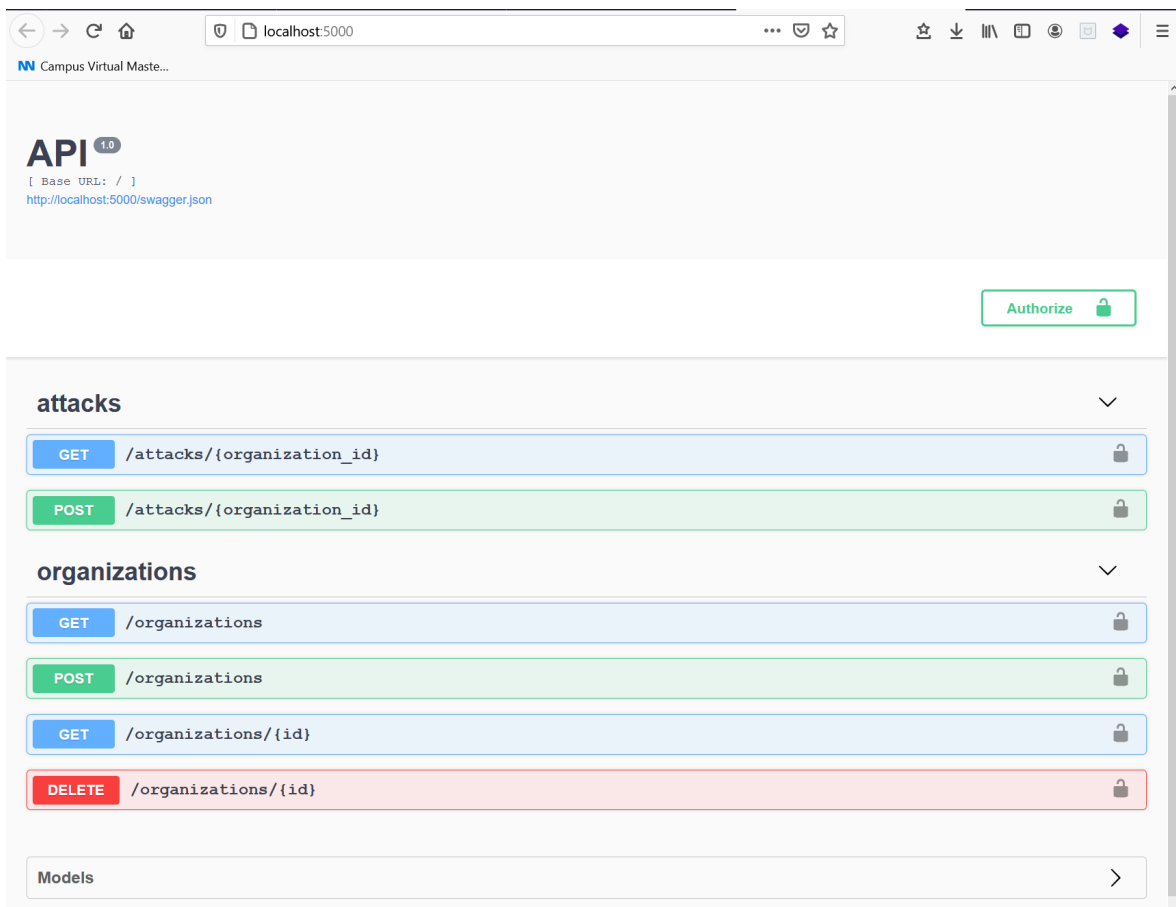 localhost:5000
Campus Virtual Maste...
API 1.0
[ Base URL: / ]
http://localhost:5000/swagger.json
Authorize
attacks
GET /attacks/{organization_id}
POST /attacks/{organization_id}
organizations
GET /organizations
POST /organizations
GET /organizations/{id}
DELETE /organizations/{id}
Models